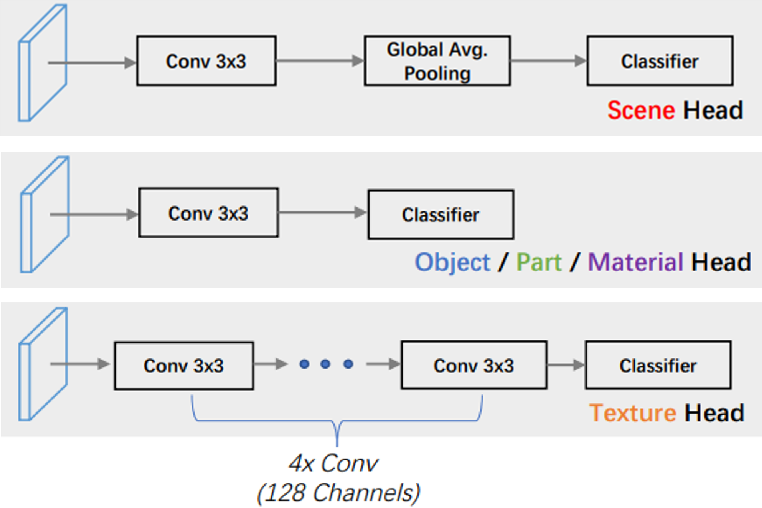 Conv 3x3
Global Avg.
Pooling
Classifier
Scene Head
Conv 3x3
Classifier
Object / Part / Material Head
Conv 3x3
Conv 3x3
Classifier
Texture Head
4x Conv
(128 Channels)